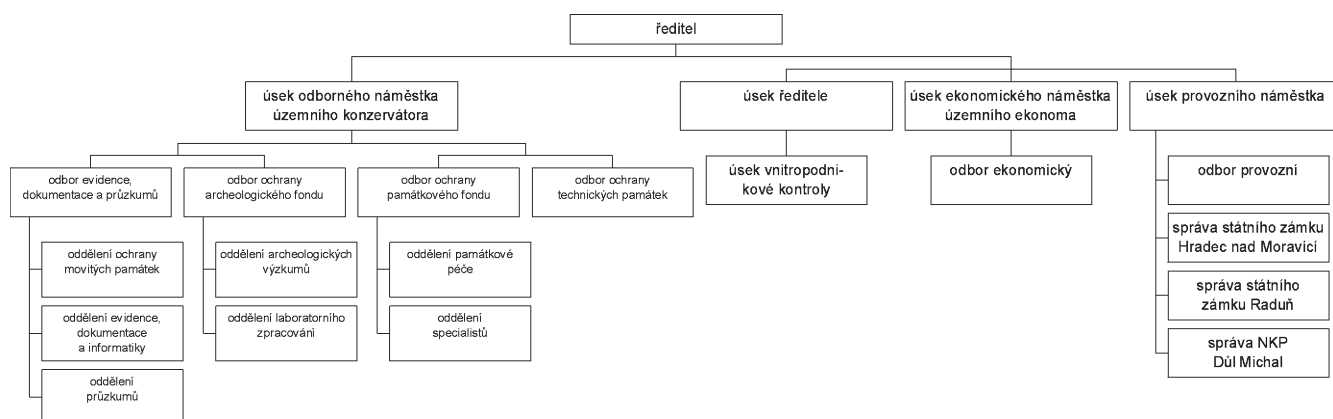 ředitel
úsek odborného náměstka
územního konzervátora
úsek ředitele
úsek ekonomického náměstka
územního ekonoma
úsek provozního náměstka
odbor evidence,
dokumentace a průzkumů
odbor ochrany
archeologického fondu
odbor ochrany
památkového fondu
odbor ochrany
technických památek
úsek vnitropodni-
kové kontroly
odbor ekonomický
odbor provozní
oddělení ochrany
movitých památek
oddělení evidence,
dokumentace
a informatiky
oddělení
průzkumů
oddělení archeologických
výzkumů
oddělení laboratorního
zpracování
oddělení památkové
péče
oddělení
specialistů
správa státního zámku
Hradec nad Moravicí
správa státního
zámku Raduň
správa NKP
Důl Michal